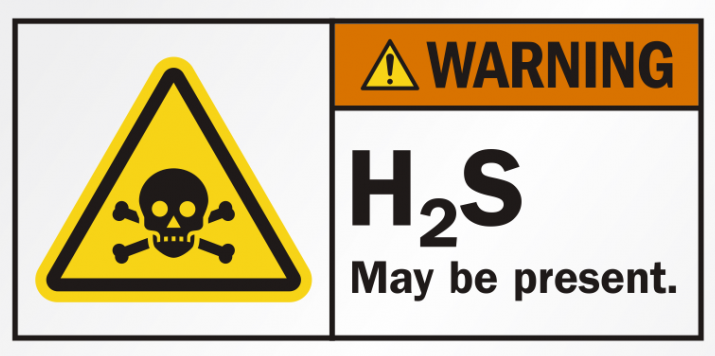 WARNING
H₂S
May be present.